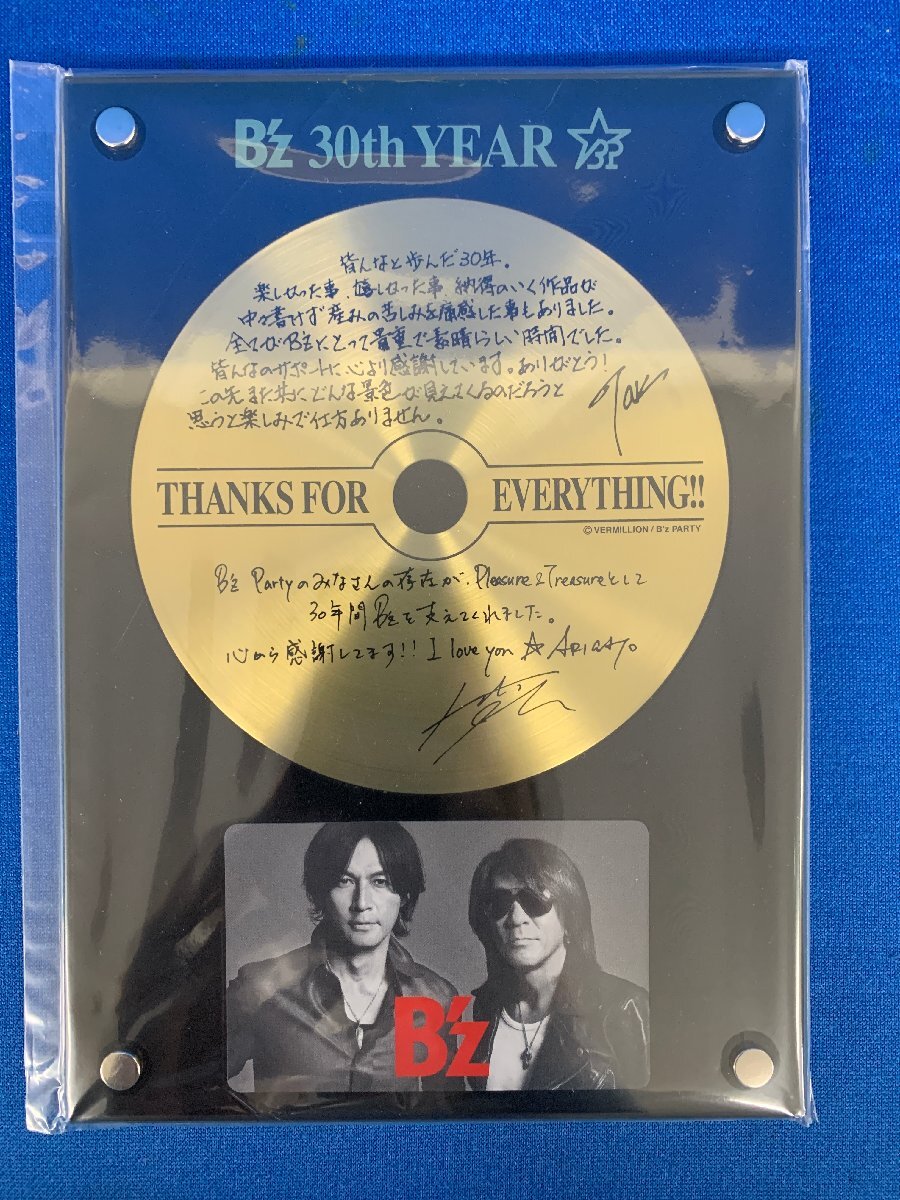 B'z 30th YEAR
皆んなと歩んだ30年。
楽しかった事、嬉しかった事、納得のいく作品が
中々書けず産みの苦しみを痛感した事もありました。
全てがB'zにとって貴重で素晴らしい時間でした。
皆んなのサポートに心より感謝しています。ありがとう!
この先また共にどんな景色が見えてくるのだろうと
思うと楽しみで仕方ありません。
Tak
THANKS FOR EVERYTHING!!
©VERMILLION / B'z PARTY
B'z Partyのみなさんの存在が、Pleasure & Treasureとして
30年間B'zを支えてくれました。
心から感謝してます!! I love you ☆ ARIGATO
B'z